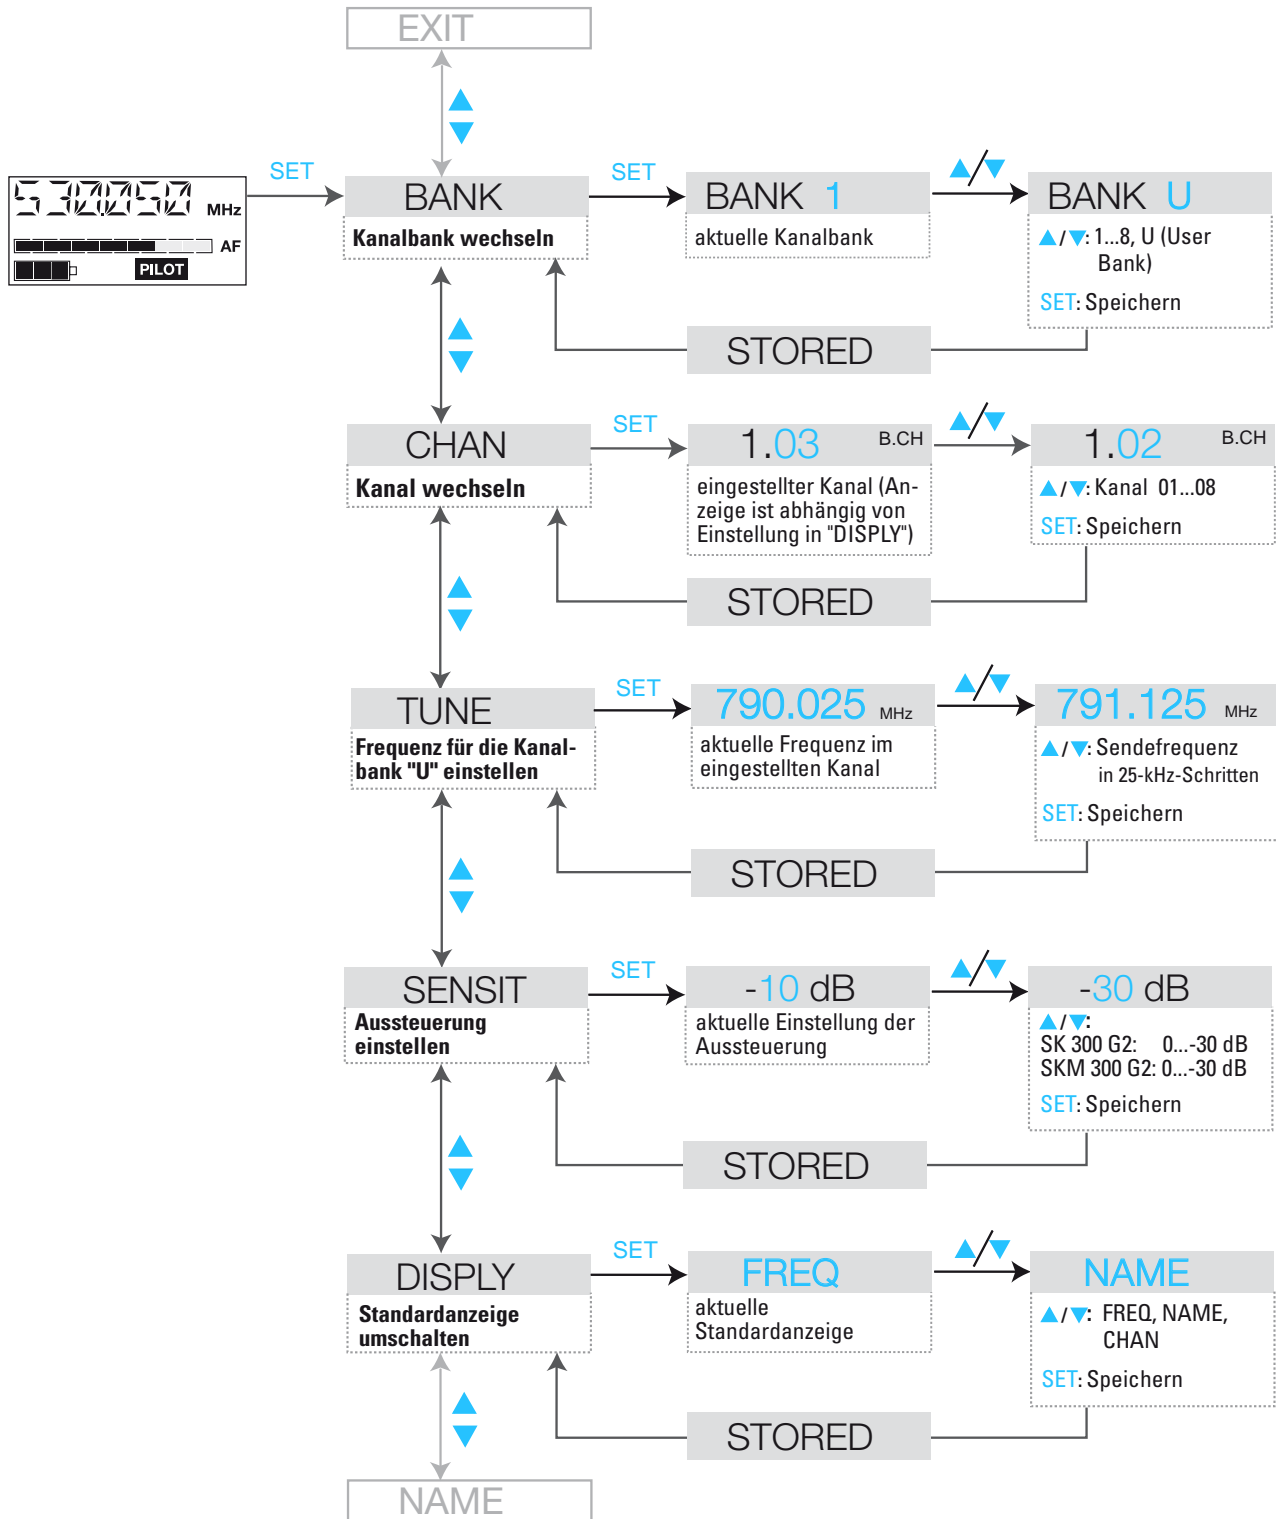 EXIT
530.050 MHz
AF
PILOT
SET
BANK
Kanalbank wechseln
SET
BANK 1
aktuelle Kanalbank
▲/▼
BANK U
▲/▼: 1...8, U (User
Bank)
SET: Speichern
STORED
CHAN
Kanal wechseln
SET
1.03 B.CH
eingestellter Kanal (An-
zeige ist abhängig von
Einstellung in "DISPLY")
▲/▼
1.02 B.CH
▲/▼: Kanal 01...08
SET: Speichern
STORED
TUNE
Frequenz für die Kanal-
bank "U" einstellen
SET
790.025 MHz
aktuelle Frequenz im
eingestellten Kanal
▲/▼
791.125 MHz
▲/▼: Sendefrequenz
in 25-kHz-Schritten
SET: Speichern
STORED
SENSIT
Aussteuerung
einstellen
SET
-10 dB
aktuelle Einstellung der
Aussteuerung
▲/▼
-30 dB
▲/▼:
SK 300 G2: 0...-30 dB
SKM 300 G2: 0...-30 dB
SET: Speichern
STORED
DISPLY
Standardanzeige
umschalten
SET
FREQ
aktuelle
Standardanzeige
▲/▼
NAME
▲/▼: FREQ, NAME,
CHAN
SET: Speichern
STORED
NAME